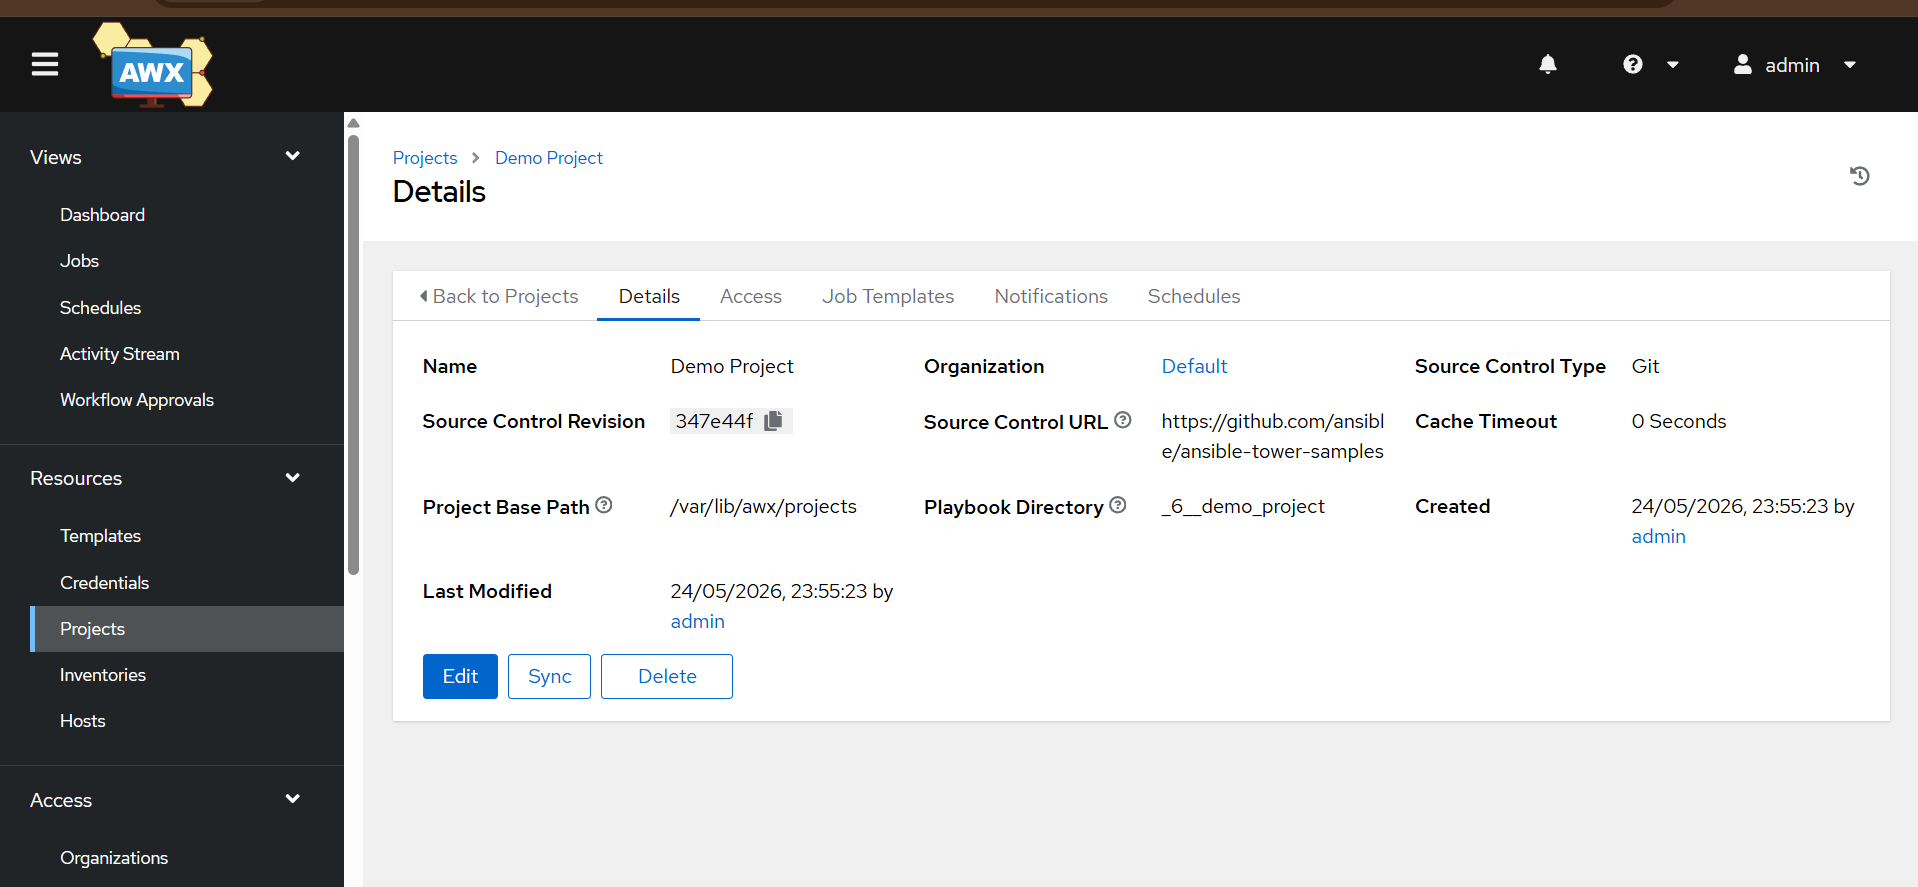 AWX
admin
Views
Dashboard
Jobs
Schedules
Activity Stream
Workflow Approvals
Resources
Templates
Credentials
Projects
Inventories
Hosts
Access
Organizations
Projects
Demo Project
Details
Back to Projects
Details
Access
Job Templates
Notifications
Schedules
Name
Demo Project
Organization
Default
Source Control Type
Git
Source Control Revision
347e44f
Source Control URL
https://github.com/ansibl
e/ansible-tower-samples
Cache Timeout
0 Seconds
Project Base Path
/var/lib/awx/projects
Playbook Directory
_6__demo_project
Created
24/05/2026, 23:55:23 by
admin
Last Modified
24/05/2026, 23:55:23 by
admin
Edit
Sync
Delete